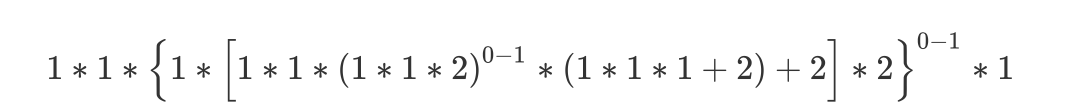 1 * 1 * {1 * [1 * 1 * (1 * 1 * 2)^{0−1} * (1 * 1 * 1 + 2) + 2] * 2}^{0−1} * 1